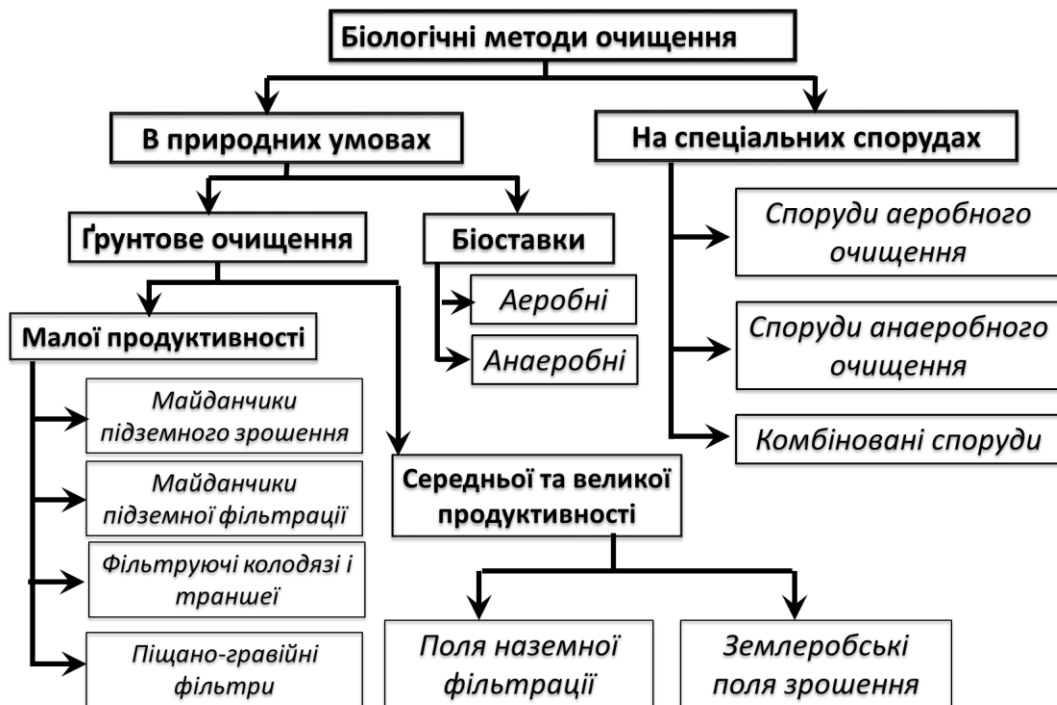 Біологічні методи очищення
В природних умовах
На спеціальних спорудах
Ґрунтове очищення
Біоставки
Споруди аеробного
очищення
Аеробні
Малої продуктивності
Анаеробні
Споруди анаеробного
очищення
Майданчики
підземного зрошення
Комбіновані споруди
Майданчики
підземної фільтрації
Середньої та великої
продуктивності
Фільтруючі колодязі і
траншеї
Піщано-гравійні
фільтри
Поля наземної
фільтрації
Землеробські
поля зрошення